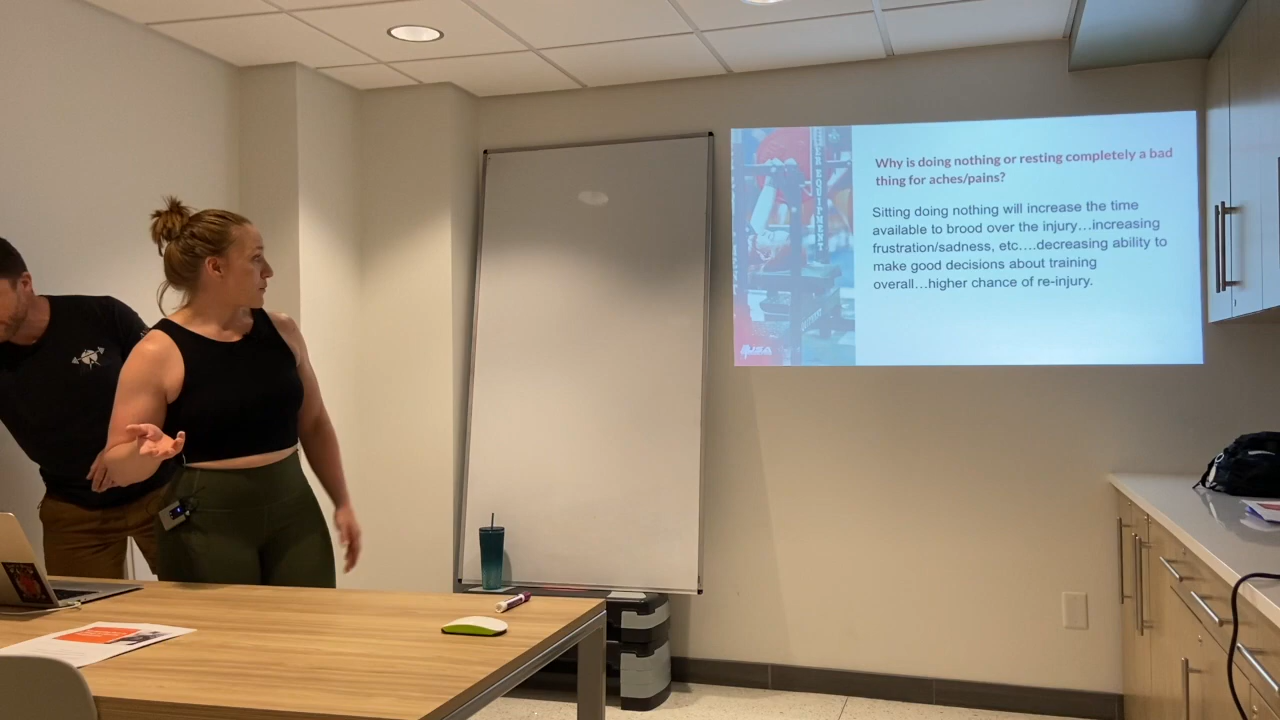 Why is doing nothing or resting completely a bad
thing for aches/pains?
Sitting doing nothing will increase the time
available to brood over the injury…increasing
frustration/sadness, etc….decreasing ability to
make good decisions about training
overall…higher chance of re-injury.
EQUIPMENT